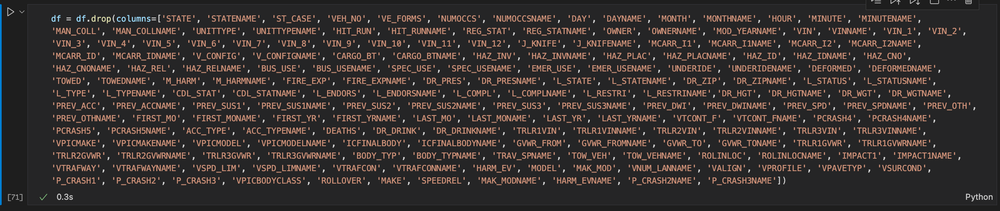 df = df.drop(columns=['STATE', 'STATENAME', 'ST_CASE', 'VEH_NO', 'VE_FORMS', 'NUMOCCS', 'NUMOCCSNAME', 'DAY', 'DAYNAME', 'MONTH', 'MONTHNAME', 'HOUR', 'MINUTE', 'MINUTENAME',
'MAN_COLL', 'MAN_COLLNAME', 'UNITTYPE', 'UNITTYPENAME', 'HIT_RUN', 'HIT_RUNNAME', 'REG_STAT', 'REG_STATNAME', 'OWNER', 'OWNERNAME', 'MOD_YEARNAME', 'VIN', 'VINNAME', 'VIN_1', 'VIN_2',
'VIN_3', 'VIN_4', 'VIN_5', 'VIN_6', 'VIN_7', 'VIN_8', 'VIN_9', 'VIN_10', 'VIN_11', 'VIN_12', 'J_KNIFE', 'J_KNIFENAME', 'MCARR_I1', 'MCARR_I1NAME', 'MCARR_I2', 'MCARR_I2NAME',
'MCARR_ID', 'MCARR_IDNAME', 'V_CONFIG', 'V_CONFIGNAME', 'CARGO_BT', 'CARGO_BTNAME', 'HAZ_INV', 'HAZ_INVNAME', 'HAZ_PLAC', 'HAZ_PLACNAME', 'HAZ_ID', 'HAZ_IDNAME', 'HAZ_CNO',
'HAZ_CNONAME', 'HAZ_REL', 'HAZ_RELNAME', 'BUS_USE', 'BUS_USENAME', 'SPEC_USE', 'SPEC_USENAME', 'EMER_USE', 'EMER_USENAME', 'UNDERIDE', 'UNDERIDENAME', 'DEFORMED', 'DEFORMEDNAME',
'TOWED', 'TOWEDNAME', 'M_HARM', 'M_HARMNAME', 'FIRE_EXP', 'FIRE_EXPNAME', 'DR_PRES', 'DR_PRESNAME', 'L_STATE', 'L_STATENAME', 'DR_ZIP', 'DR_ZIPNAME', 'L_STATUS', 'L_STATUSNAME',
'L_TYPE', 'L_TYPENAME', 'CDL_STAT', 'CDL_STATNAME', 'L_ENDORS', 'L_ENDORSNAME', 'L_COMPL', 'L_COMPLNAME', 'L_RESTRI', 'L_RESTRINAME','DR_HGT', 'DR_HGTNAME', 'DR_WGT', 'DR_WGTNAME',
'PREV_ACC', 'PREV_ACCNAME', 'PREV_SUS1', 'PREV_SUS1NAME', 'PREV_SUS2', 'PREV_SUS2NAME', 'PREV_SUS3', 'PREV_SUS3NAME', 'PREV_DWI', 'PREV_DWINAME', 'PREV_SPD', 'PREV_SPDNAME', 'PREV_OTH',
'PREV_OTHNAME', 'FIRST_MO', 'FIRST_MONAME', 'FIRST_YR', 'FIRST_YRNAME', 'LAST_MO', 'LAST_MONAME', 'LAST_YR', 'LAST_YRNAME', 'VTCONT_F', 'VTCONT_FNAME', 'PCRASH4', 'PCRASH4NAME',
'PCRASH5', 'PCRASH5NAME', 'ACC_TYPE', 'ACC_TYPENAME', 'DEATHS', 'DR_DRINK', 'DR_DRINKNAME', 'TRLR1VIN', 'TRLR1VINNAME', 'TRLR2VIN', 'TRLR2VINNAME', 'TRLR3VIN', 'TRLR3VINNAME',
'VPICMAKE', 'VPICMAKENAME', 'VPICMODEL', 'VPICMODELNAME', 'ICFINALBODY', 'ICFINALBODYNAME', 'GVWR_FROM', 'GVWR_FROMNAME', 'GVWR_TO', 'GVWR_TONAME', 'TRLR1GVWR', 'TRLR1GVWRNAME',
'TRLR2GVWR', 'TRLR2GVWRNAME', 'TRLR3GVWR', 'TRLR3GVWRNAME', 'BODY_TYP', 'BODY_TYPNAME', 'TRAV_SPNAME', 'TOW_VEH', 'TOW_VEHNAME', 'ROLINLOC', 'ROLINLOCNAME', 'IMPACT1', 'IMPACT1NAME',
'VTRAFWAY', 'VTRAFWAYNAME', 'VSPD_LIM', 'VSPD_LIMNAME', 'VTRAFCON', 'VTRAFCONNAME', 'HARM_EV', 'MODEL', 'MAK_MOD', 'VNUM_LANNAME', 'VALIGN', 'VPROFILE', 'VPAVETYP', 'VSURCOND',
'P_CRASH1', 'P_CRASH2', 'P_CRASH3', 'VPICBODYCLASS', 'ROLLOVER', 'MAKE', 'SPEEDREL', 'MAK_MODNAME', 'HARM_EVNAME', 'P_CRASH2NAME', 'P_CRASH3NAME'])
[71] 0.3s Python